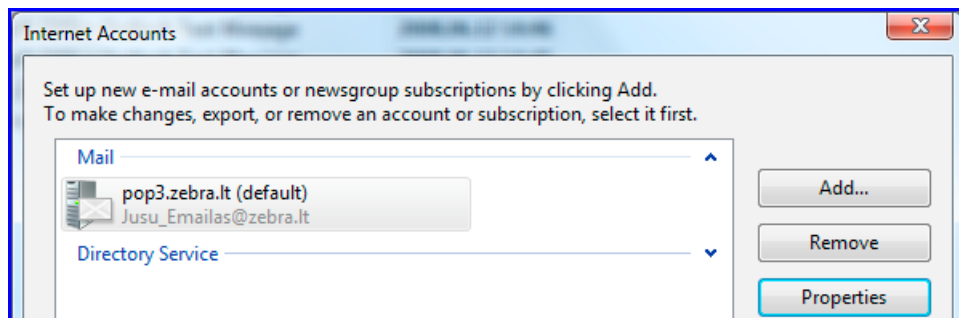 Internet Accounts
Set up new e-mail accounts or newsgroup subscriptions by clicking Add.
To make changes, export, or remove an account or subscription, select it first.
Mail
pop3.zebra.lt (default)
Jusu_Emailas@zebra.lt
Directory Service
Add...
Remove
Properties